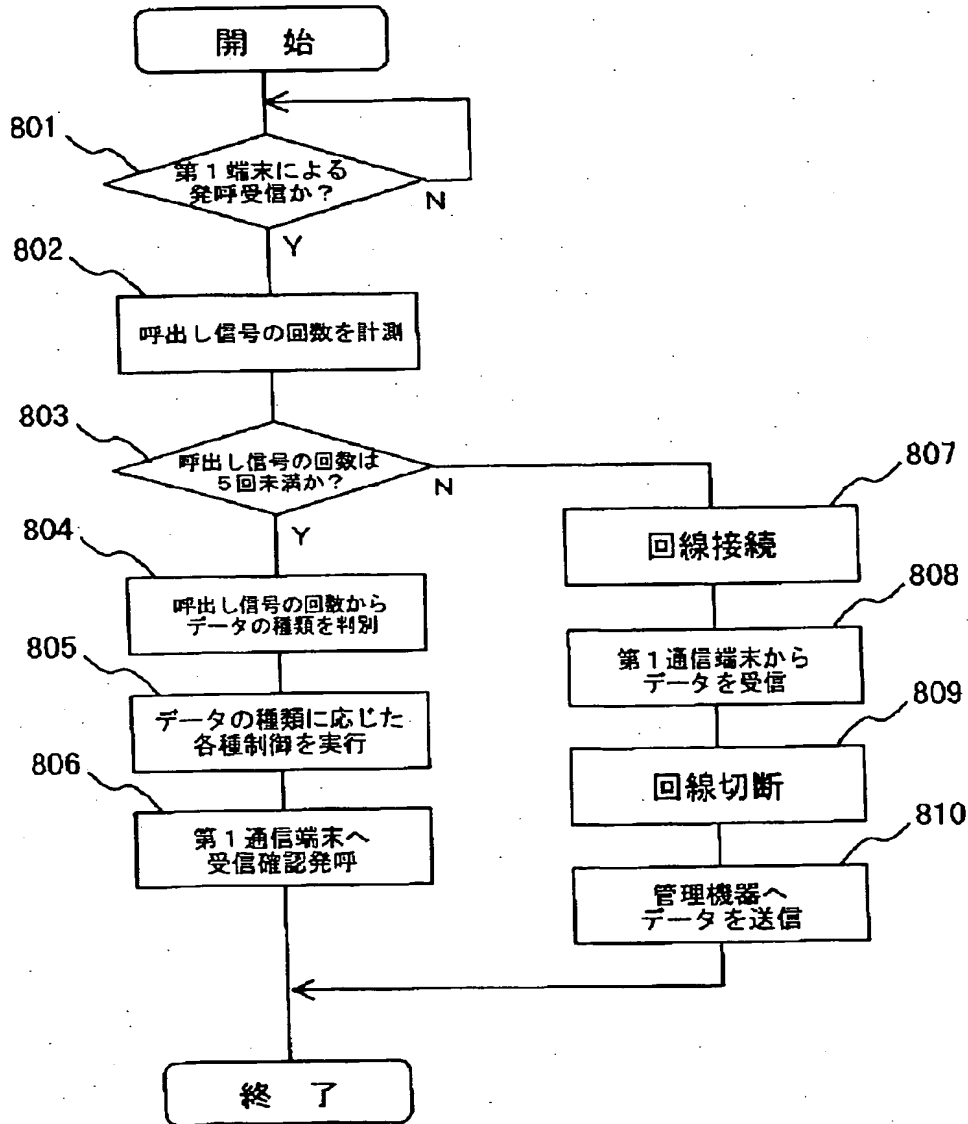 開 始
801
第1端末による
発呼受信か?
N
Y
802
呼出し信号の回数を計測
803
呼出し信号の回数は
5回未満か?
N
Y
804
呼出し信号の回数から
データの種類を判別
805
データの種類に応じた
各種制御を実行
806
第1通信端末へ
受信確認発呼
807
回線接続
808
第1通信端末から
データを受信
809
回線切断
810
管理機器へ
データを送信
終 了